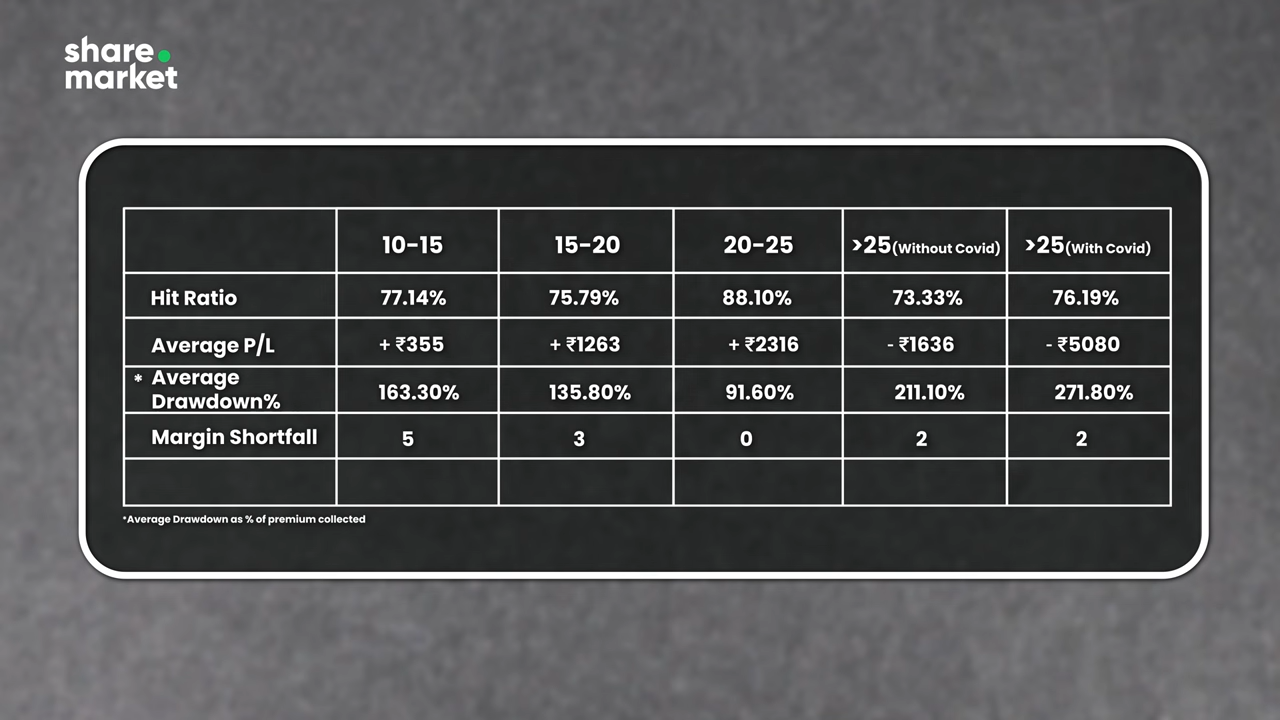 share.
market
10-15 15-20 20-25 >25(Without Covid) >25(With Covid)
Hit Ratio 77.14% 75.79% 88.10% 73.33% 76.19%
Average P/L + ₹355 + ₹1263 + ₹2316 - ₹1636 - ₹5080
* Average
Drawdown% 163.30% 135.80% 91.60% 211.10% 271.80%
Margin Shortfall 5 3 0 2 2
*Average Drawdown as % of premium collected